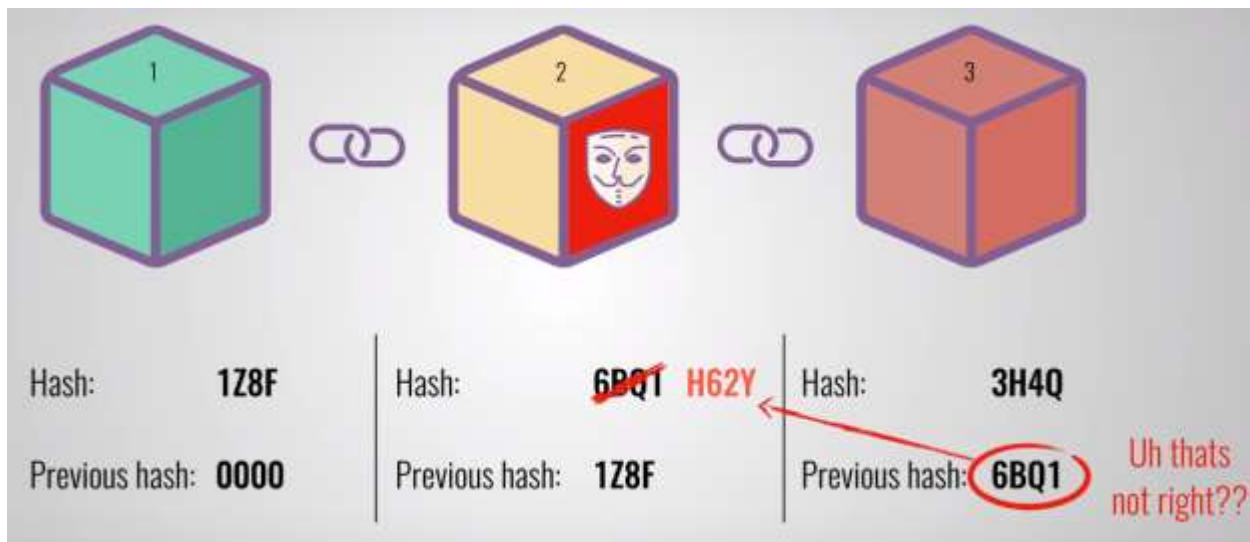 1
2
3
Hash: 1Z8F
Previous hash: 0000
Hash: 6BQ1 H62Y
Previous hash: 1Z8F
Hash: 3H4Q
Previous hash: 6BQ1
Uh thats
not right??